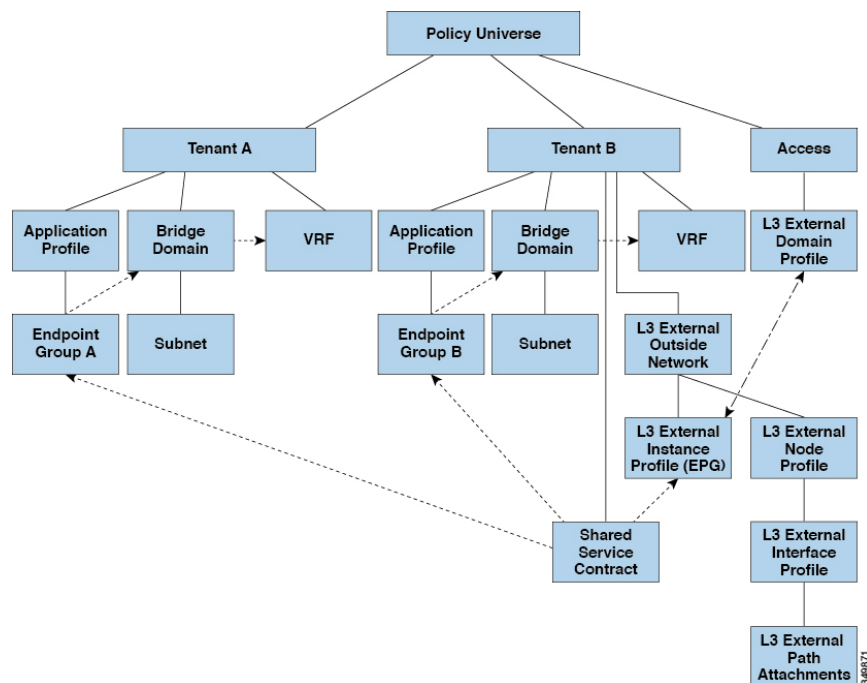 Policy Universe
Tenant A
Tenant B
Access
Application
Profile
Bridge
Domain
VRF
Application
Profile
Bridge
Domain
VRF
L3 External
Domain
Profile
Endpoint
Group A
Subnet
Endpoint
Group B
Subnet
L3 External
Outside
Network
L3 External
Instance
Profile (EPG)
L3 External
Node
Profile
Shared
Service
Contract
L3 External
Interface
Profile
L3 External
Path
Attachments
349871